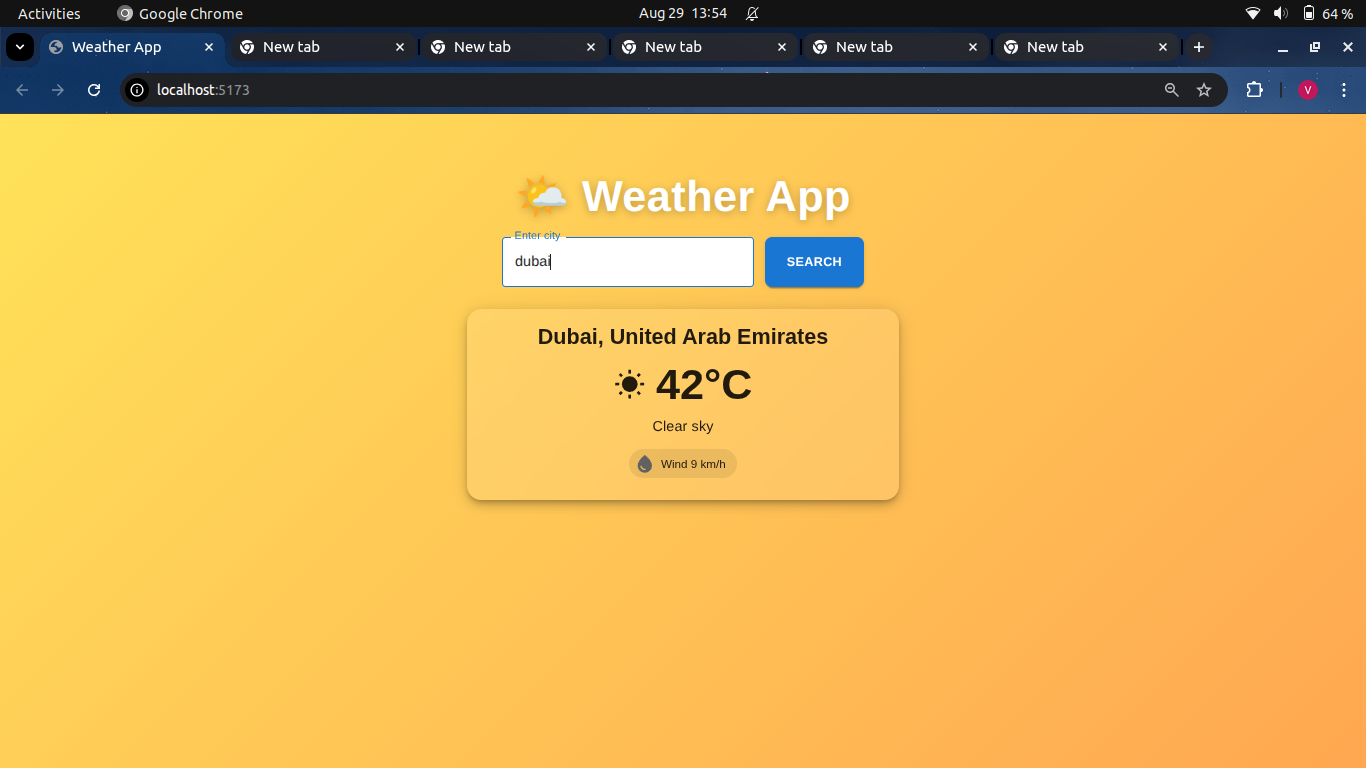 Activities Google Chrome Aug 29 13:54 64 %
Weather App New tab New tab New tab New tab New tab
localhost:5173 V
Weather App
Enter city
dubai SEARCH
Dubai, United Arab Emirates
42°C
Clear sky
Wind 9 km/h